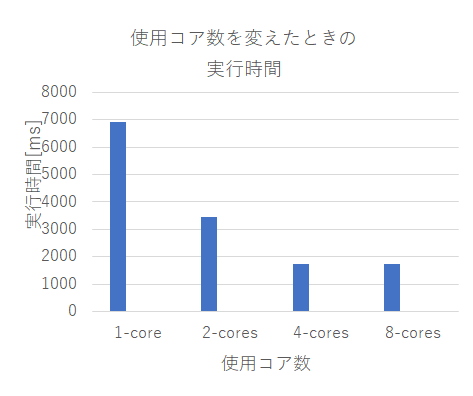 使用コア数を変えたときの
実行時間
8000
7000
6000
5000
4000
3000
2000
1000
0
実行時間[ms]
1-core
2-cores
4-cores
8-cores
使用コア数